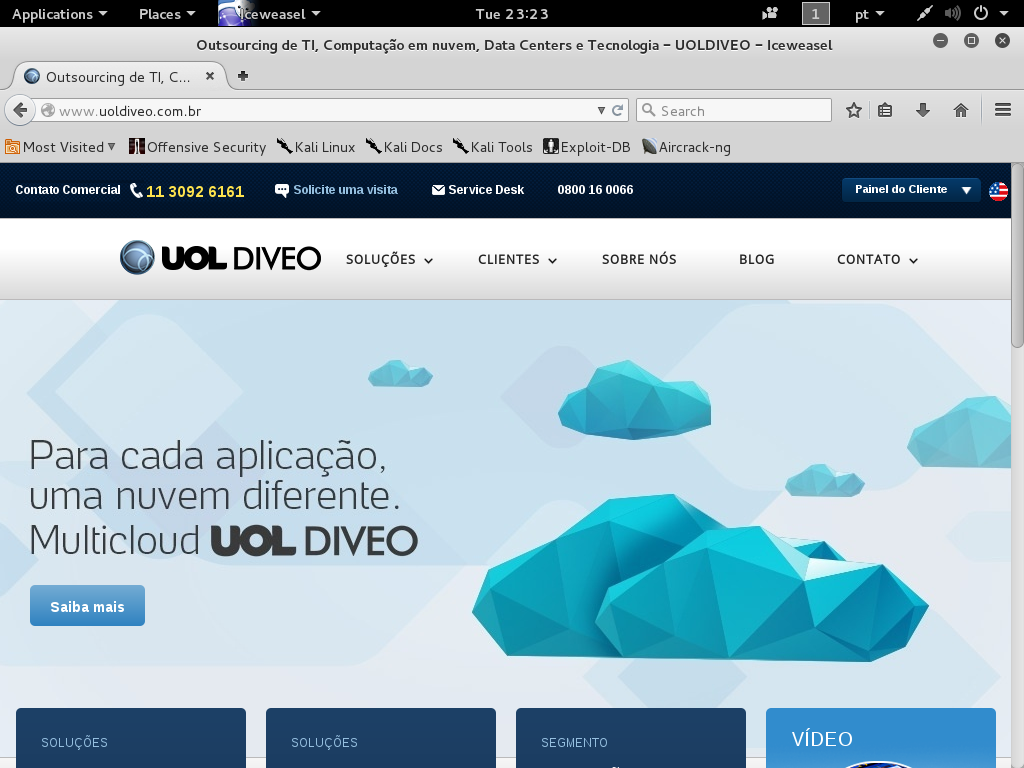 Applications Places Iceweasel Tue 23:23 1 pt
Outsourcing de TI, Computação em nuvem, Data Centers e Tecnologia - UOLDIVEO - Iceweasel
Outsourcing de TI, C...
www.uoldiveo.com.br Search
Most Visited Offensive Security Kali Linux Kali Docs Kali Tools Exploit-DB Aircrack-ng
Contato Comercial 11 3092 6161 Solicite uma visita Service Desk 0800 16 0066 Painel do Cliente
UOL DIVEO SOLUÇÕES CLIENTES SOBRE NÓS BLOG CONTATO
Para cada aplicação,
uma nuvem diferente.
Multicloud UOL DIVEO
Saiba mais
SOLUÇÕES SOLUÇÕES SEGMENTO VÍDEO